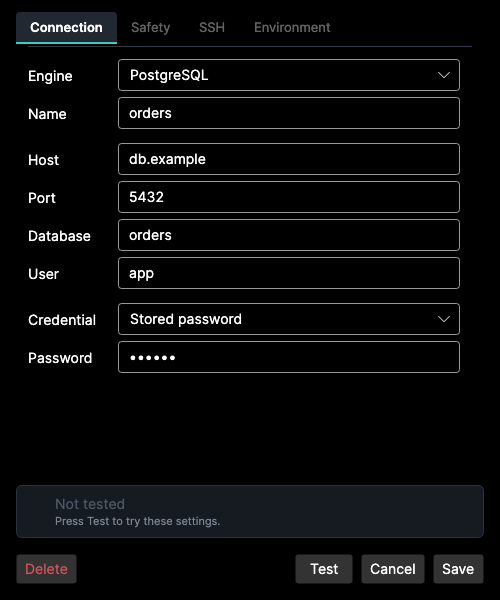 Connection Safety SSH Environment
Engine PostgreSQL
Name orders
Host db.example
Port 5432
Database orders
User app
Credential Stored password
Password ••••••
Not tested
Press Test to try these settings.
Delete Test Cancel Save